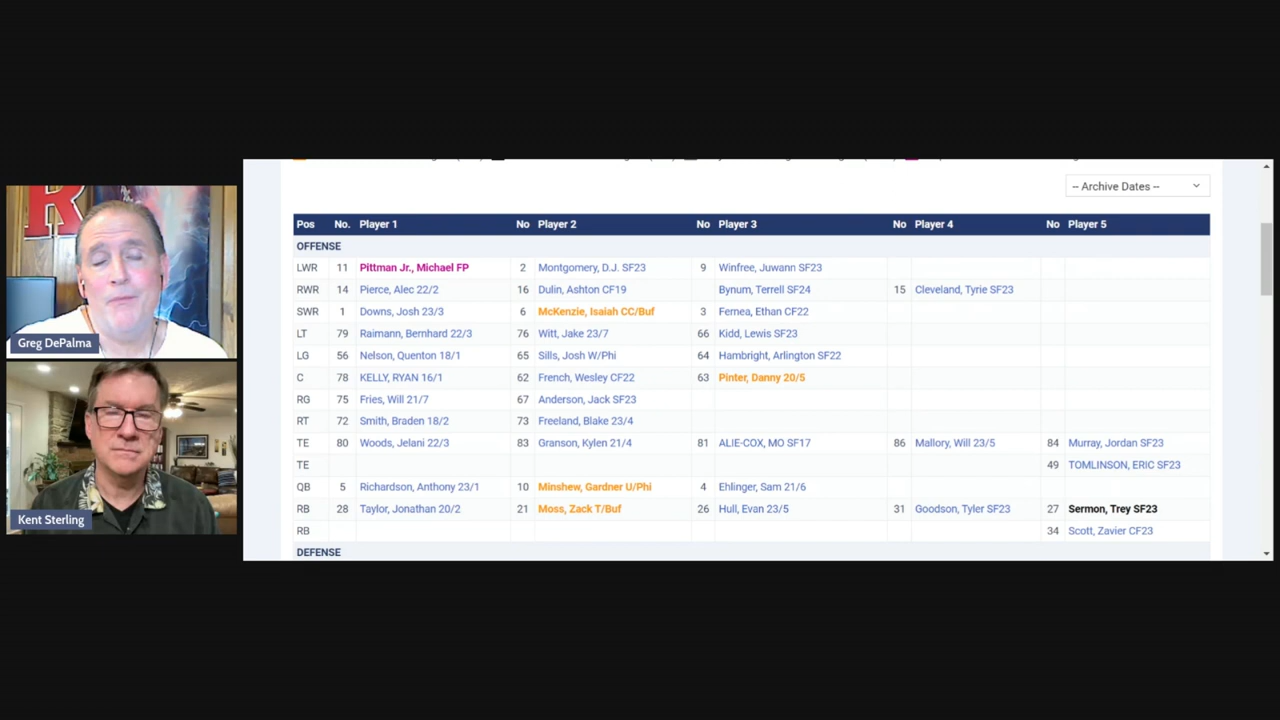 R
Greg DePalma
Kent Sterling
-- Archive Dates --
Pos No. Player 1 No Player 2 No Player 3 No Player 4 No Player 5
OFFENSE
LWR 11 Pittman Jr., Michael FP 2 Montgomery, D.J. SF23 9 Winfree, Juwann SF23
RWR 14 Pierce, Alec 22/2 16 Dulin, Ashton CF19 Bynum, Terrell SF24 15 Cleveland, Tyrie SF23
SWR 1 Downs, Josh 23/3 6 McKenzie, Isaiah CC/Buf 3 Fernea, Ethan CF22
LT 79 Raimann, Bernhard 22/3 76 Witt, Jake 23/7 66 Kidd, Lewis SF23
LG 56 Nelson, Quenton 18/1 65 Sills, Josh W/Phi 64 Hambright, Arlington SF22
C 78 KELLY, RYAN 16/1 62 French, Wesley CF22 63 Pinter, Danny 20/5
RG 75 Fries, Will 21/7 67 Anderson, Jack SF23
RT 72 Smith, Braden 18/2 73 Freeland, Blake 23/4
TE 80 Woods, Jelani 22/3 83 Granson, Kylen 21/4 81 ALIE-COX, MO SF17 86 Mallory, Will 23/5 84 Murray, Jordan SF23
TE 49 TOMLINSON, ERIC SF23
QB 5 Richardson, Anthony 23/1 10 Minshew, Gardner U/Phi 4 Ehlinger, Sam 21/6
RB 28 Taylor, Jonathan 20/2 21 Moss, Zack T/Buf 26 Hull, Evan 23/5 31 Goodson, Tyler SF23 27 Sermon, Trey SF23
RB 34 Scott, Zavier CF23
DEFENSE